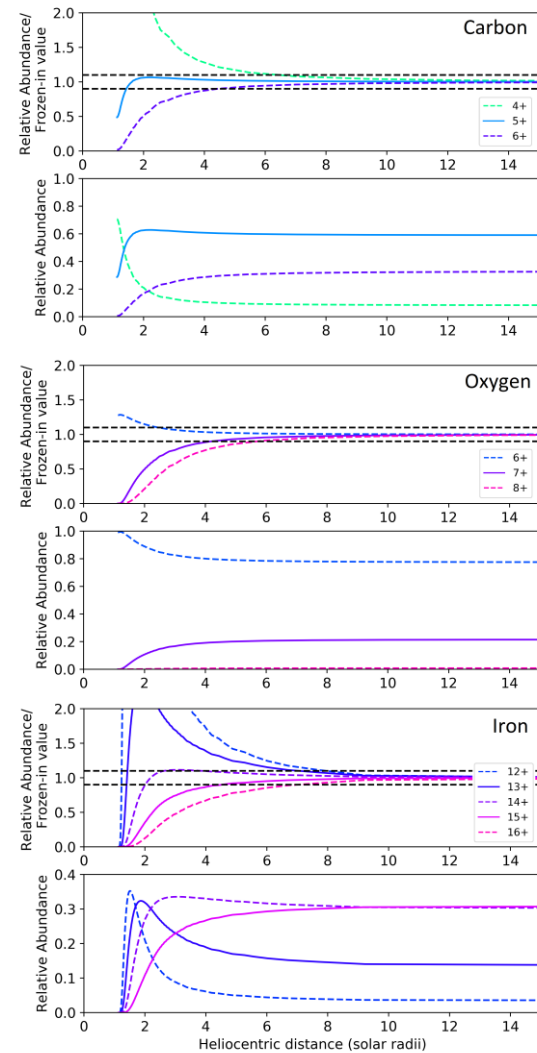 Carbon
Relative Abundance/
Frozen-in value
2.0
1.5
1.0
0.5
0.0
4+
5+
6+
0 2 4 6 8 10 12 14
Relative Abundance
1.0
0.8
0.6
0.4
0.2
0.0
0 2 4 6 8 10 12 14
Oxygen
Relative Abundance/
Frozen-in value
2.0
1.5
1.0
0.5
0.0
6+
7+
8+
0 2 4 6 8 10 12 14
Relative Abundance
1.0
0.8
0.6
0.4
0.2
0.0
0 2 4 6 8 10 12 14
Iron
Relative Abundance/
Frozen-in value
2.0
1.5
1.0
0.5
0.0
12+
13+
14+
15+
16+
0 2 4 6 8 10 12 14
Relative Abundance
0.4
0.3
0.2
0.1
0.0
0 2 4 6 8 10 12 14
Heliocentric distance (solar radii)